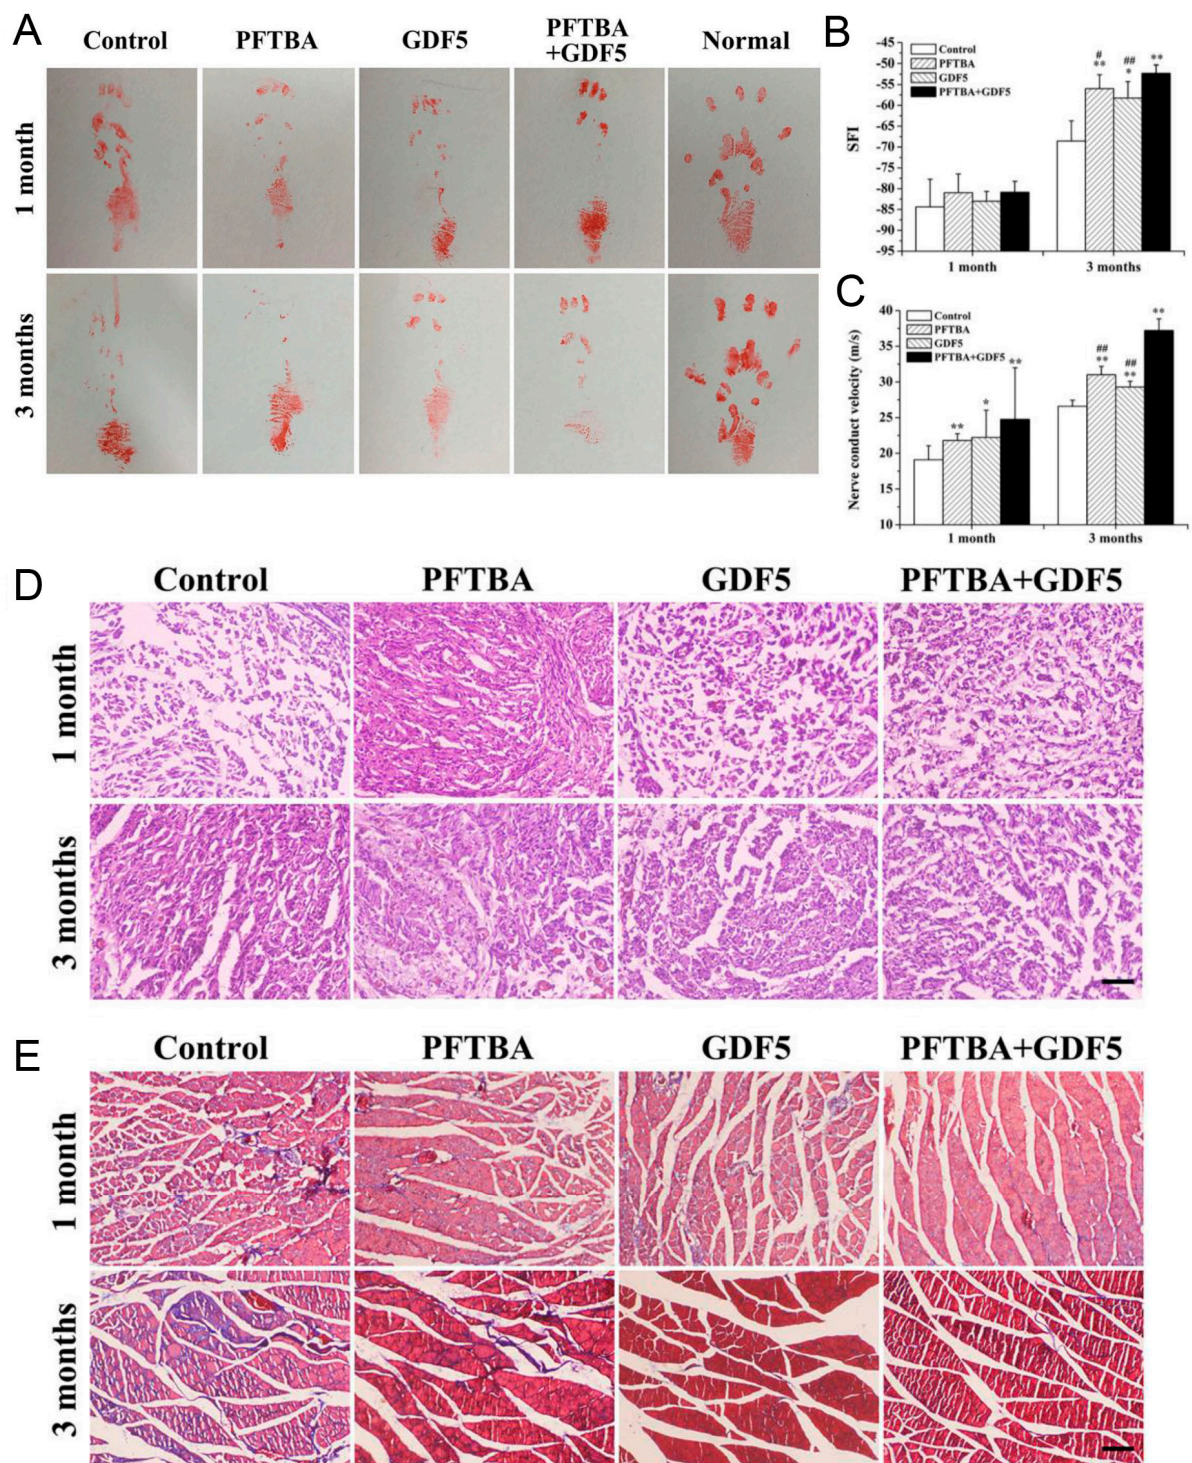 A
Control
PFTBA
GDF5
PFTBA
+GDF5
Normal
1 month
3 months
B
-45
-50
-55
-60
-65
-70
-75
-80
-85
-90
-95
SFI
Control
PFTBA
GDF5
PFTBA+GDF5
#
**
##
*
**
1 month
3 months
C
40
35
30
25
20
15
10
Nerve conduct velocity (m/s)
Control
PFTBA
GDF5
PFTBA+GDF5
**
*
**
##
**
##
**
**
1 month
3 months
D
Control
PFTBA
GDF5
PFTBA+GDF5
1 month
3 months
E
Control
PFTBA
GDF5
PFTBA+GDF5
1 month
3 months